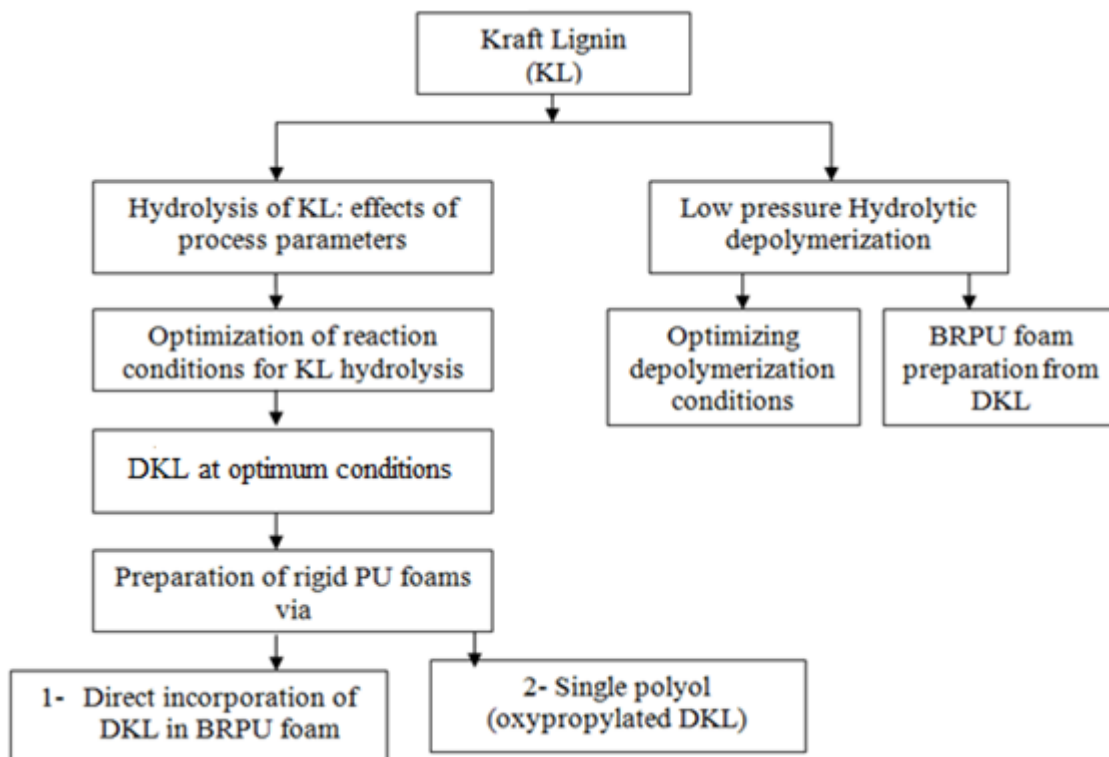 Kraft Lignin
(KL)
Hydrolysis of KL: effects of
process parameters
Low pressure Hydrolytic
depolymerization
Optimization of reaction
conditions for KL hydrolysis
Optimizing
depolymerization
conditions
BRPU foam
preparation from
DKL
DKL at optimum conditions
Preparation of rigid PU foams
via
1- Direct incorporation of
DKL in BRPU foam
2- Single polyol
(oxypropylated DKL)